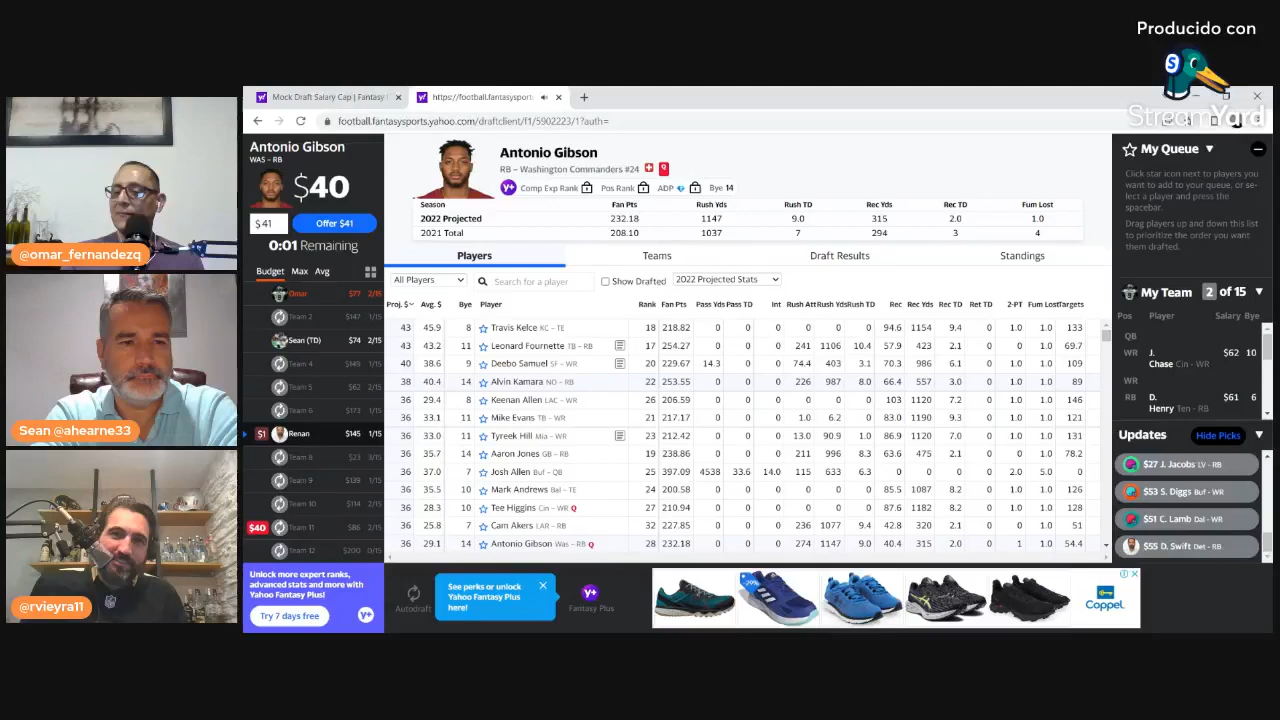 Producido con
S
StreamYard
Mock Draft Salary Cap | Fantasy
https://football.fantasysports
football.fantasysports.yahoo.com/draftclient/f1/5902223/1?auth=
@omar_fernandezq
Sean @ahearne33
@rvieyra11
NFL
Antonio Gibson
WAS – RB
$40
$ 41
Offer $41
0:01 Remaining
Budget Max Avg
Omar $77 2/15
Team 2 $147 1/15
Sean (TD) $74 2/15
Team 4 $149 1/15
Team 5 $62 2/15
Team 6 $173 1/15
$1 Renan $145 1/15
Team 8 $23 3/15
Team 9 $139 1/15
Team 10 $114 2/15
$40 Team 11 $86 2/15
Team 12 $200 0/15
Unlock more expert ranks,
advanced stats and more with
Yahoo Fantasy Plus!
Try 7 days free
Antonio Gibson
RB – Washington Commanders #24 Q
Comp Exp Rank Pos Rank ADP Bye 14
Season Fan Pts Rush Yds Rush TD Rec Yds Rec TD Fum Lost
2022 Projected 232.18 1147 9.0 315 2.0 1.0
2021 Total 208.10 1037 7 294 3 4
Players Teams Draft Results Standings
All Players Search for a player Show Drafted 2022 Projected Stats
Proj. $ Avg. $ Bye Player Rank Fan Pts Pass Yds Pass TD Int Rush Att Rush Yds Rush TD Rec Rec Yds Rec TD Ret TD 2-PT Fum Lost Targets
43 45.9 8 Travis Kelce KC – TE 18 218.82 0 0 0 0 0 0 94.6 1154 9.4 0 1.0 1.0 133
43 43.2 11 Leonard Fournette TB – RB 17 254.27 0 0 0 241 1106 10.4 57.9 423 2.1 0 1.0 1.0 69.7
40 38.6 9 Deebo Samuel SF – WR 20 229.67 14.3 0 0 74.4 403 3.1 70.3 986 6.1 0 1.0 1.0 109
38 40.4 14 Alvin Kamara NO – RB 22 253.55 0 0 0 226 987 8.0 66.4 557 3.0 0 1.0 1.0 89
36 29.4 8 Keenan Allen LAC – WR 26 206.59 0 0 0 0 0 0 103 1120 7.2 0 1.0 1.0 146
36 33.1 11 Mike Evans TB – WR 21 217.17 0 0 0 1.0 6.2 0 83.0 1190 9.3 0 1.0 1.0 121
36 33.0 11 Tyreek Hill Mia – WR 23 212.42 0 0 0 13.0 90.9 1.0 86.9 1120 7.0 0 1.0 1.0 131
36 35.7 14 Aaron Jones GB – RB 19 238.86 0 0 0 211 996 8.3 63.6 453 4.1 0 1.0 1.0 78.2
36 37.0 7 Josh Allen Buf – QB 25 397.09 4538 33.6 14.0 115 633 6.3 0 0 0 0 2.0 5.0 0
36 35.5 10 Mark Andrews Bal – TE 24 200.58 0 0 0 0 0 0 85.5 1087 8.2 0 1.0 1.0 126
36 28.3 10 Tee Higgins Cin – WR Q 27 210.94 0 0 0 0 0 0 87.6 1182 8.2 0 1.0 1.0 128
36 25.8 7 Cam Akers LAR – RB 32 227.85 0 0 0 236 1077 9.4 42.8 320 2.1 0 1.0 1.0 51
36 29.1 14 Antonio Gibson Was – RB Q 28 232.18 0 0 0 274 1147 9.0 40.4 315 2.0 0 1 1.0 54.4
Autodraft
See perks or unlock
Yahoo Fantasy Plus
here!
Fantasy Plus
Coppel
My Queue
Click star icon next to players you
want to add to your queue, or se-
lect a player and press the
spacebar.
Drag players up and down this list
to prioritize the order you want
them drafted.
My Team 2 of 15
Pos Player Salary Bye
QB
WR J. Chase Cin – WR $62 10
WR
RB D. Henry Ten – RB $61 6
Updates Hide Picks
$27 J. Jacobs LV – RB
$53 S. Diggs Buf – WR
$51 C. Lamb Dal – WR
$55 D. Swift Det – RB